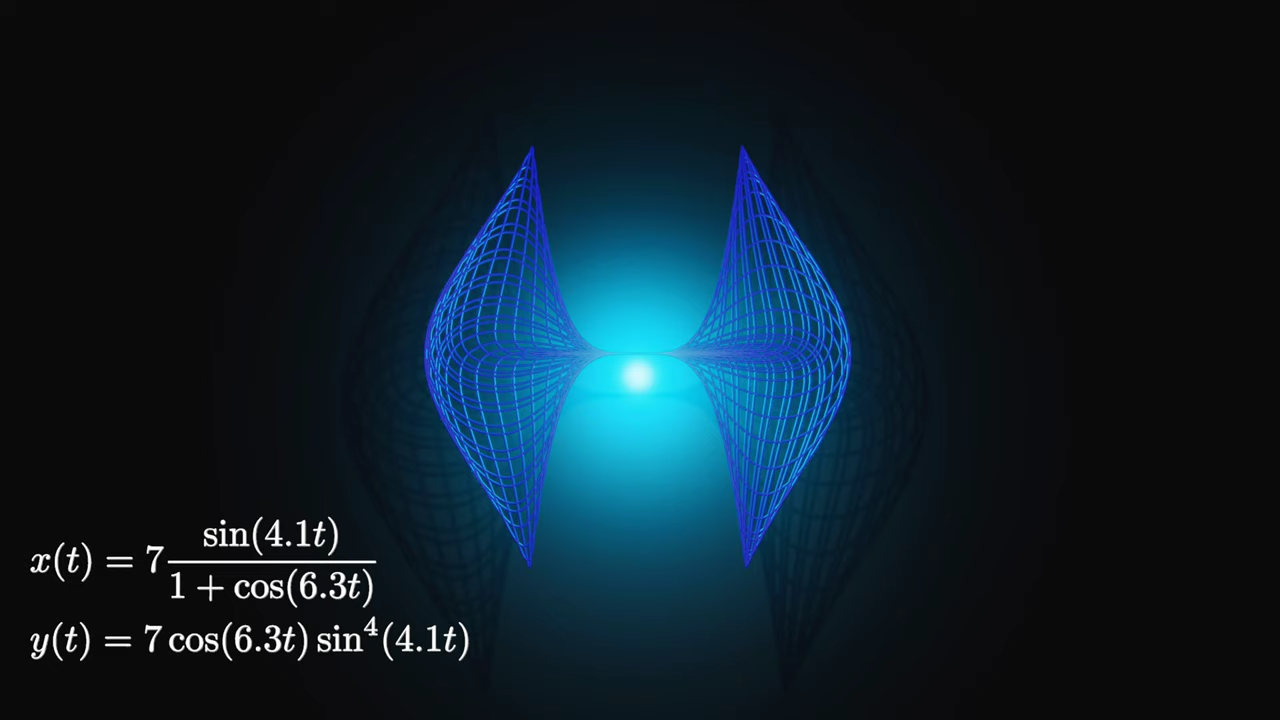 x(t) = 7 sin(4.1t) / 1 + cos(6.3t)
y(t) = 7 cos(6.3t) sin⁴(4.1t)